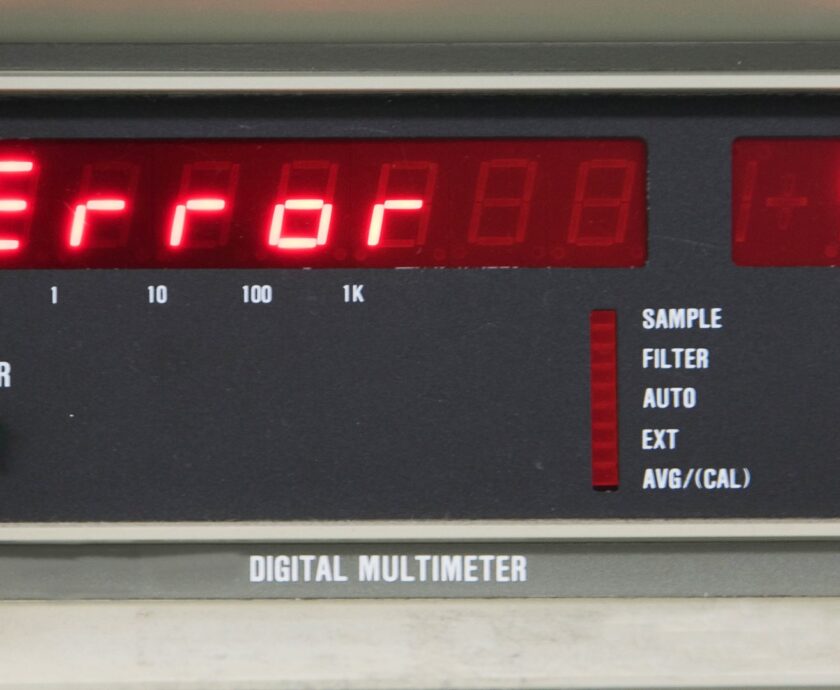 Error
1 10 100 1K
R
SAMPLE
FILTER
AUTO
EXT
AVG/(CAL)
DIGITAL MULTIMETER